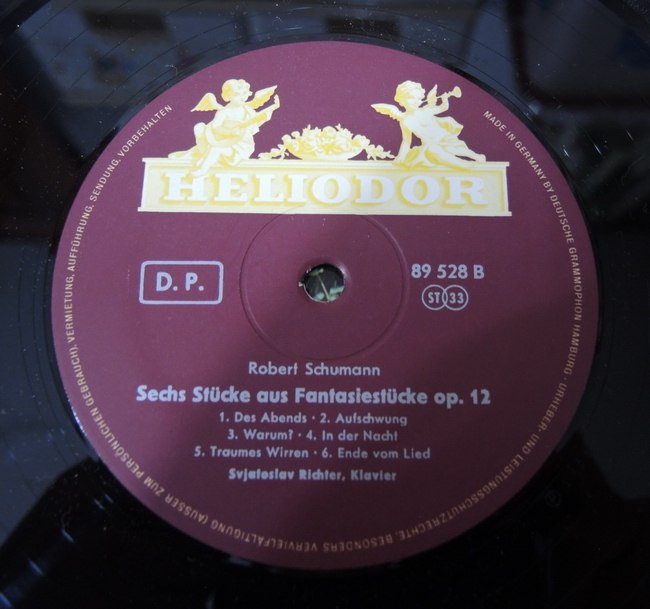 HELIODOR
D. P.
89 528 B
ST 33
Robert Schumann
Sechs Stücke aus Fantasiestücke op. 12
1. Des Abends · 2. Aufschwung
3. Warum? · 4. In der Nacht
5. Traumes Wirren · 6. Ende vom Lied
Svjatoslav Richter, Klavier
MADE IN GERMANY BY DEUTSCHE GRAMMOPHON HAMBURG · URHEBER- UND LEISTUNGSSCHUTZRECHTE, BESONDERS VERVIELFÄLTIGUNG (AUSSER ZUM PERSÖNLICHEN GEBRAUCH), VERMIETUNG, AUFFÜHRUNG, SENDUNG, VORBEHALTEN